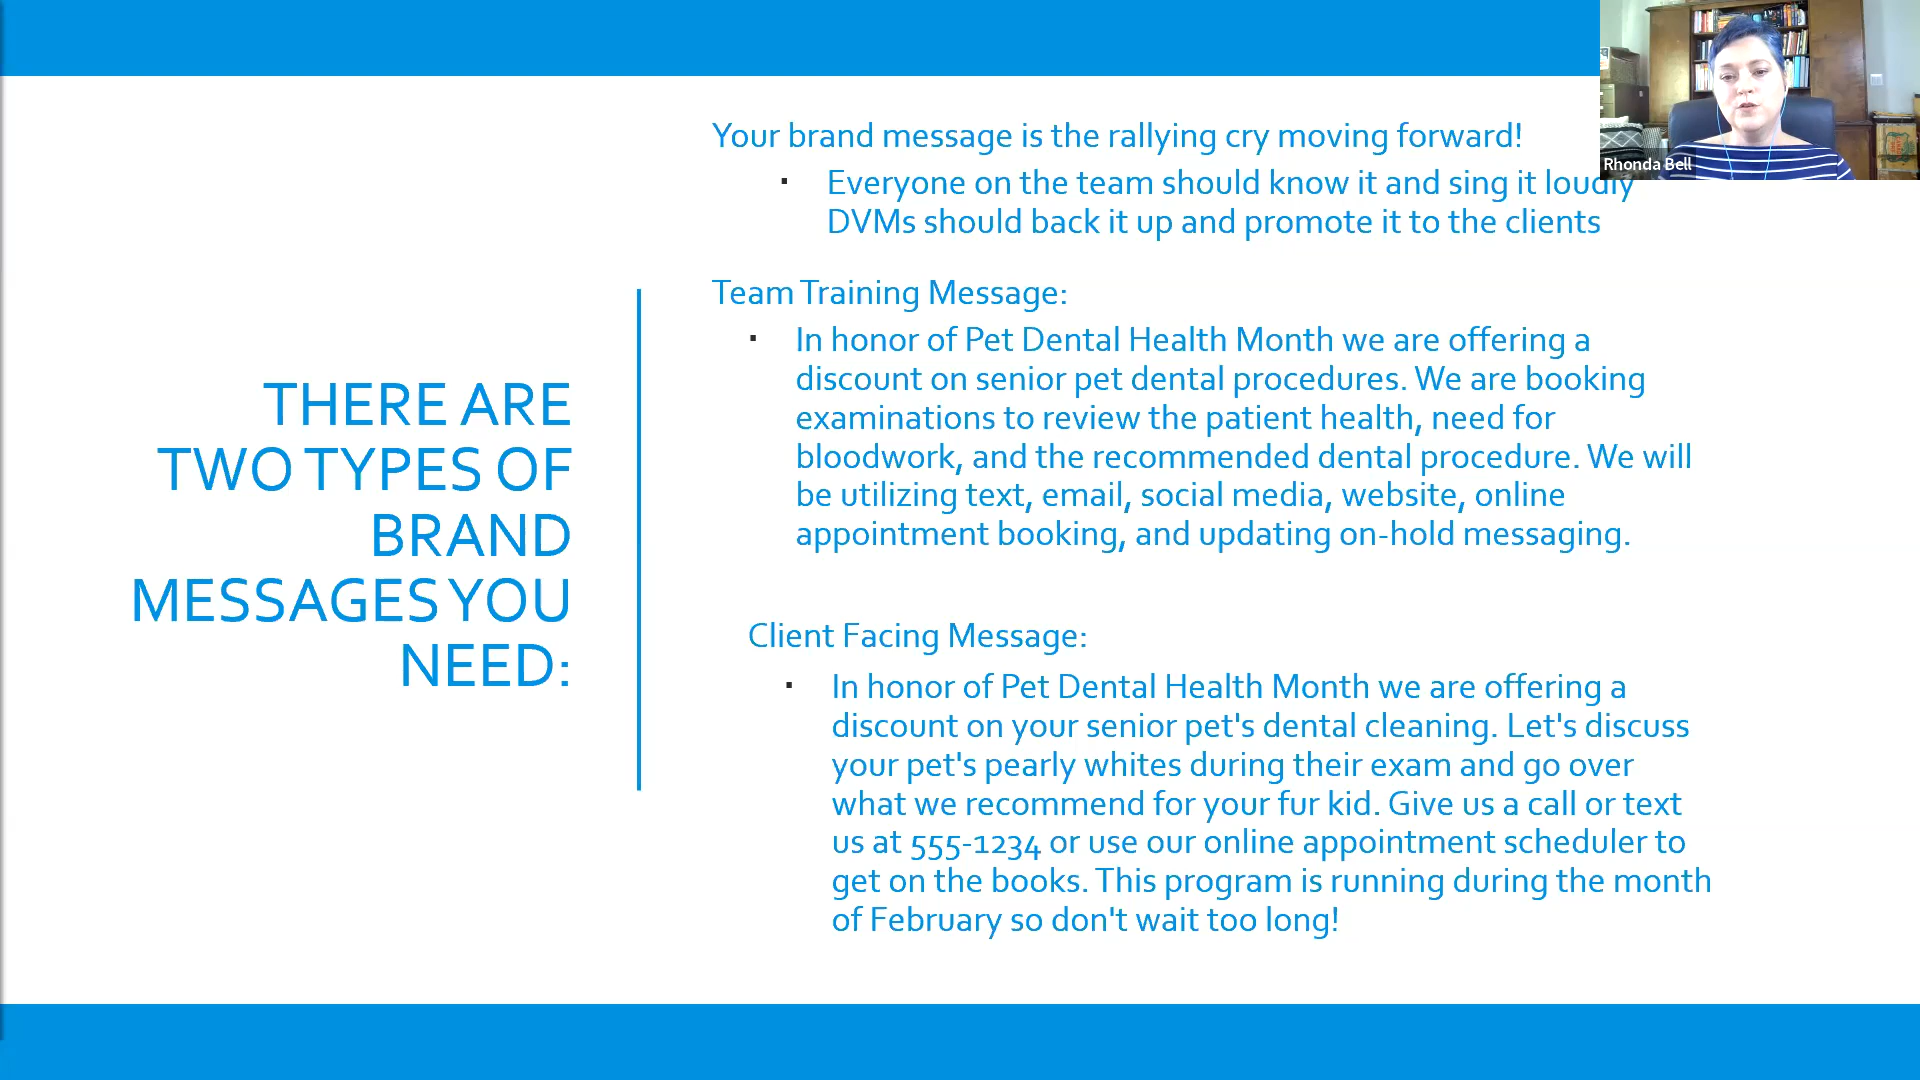 THERE ARE
TWO TYPES OF
BRAND
MESSAGES YOU
NEED:
Your brand message is the rallying cry moving forward!
▪ Everyone on the team should know it and sing it loudly
DVMs should back it up and promote it to the clients
Team Training Message:
▪ In honor of Pet Dental Health Month we are offering a
discount on senior pet dental procedures. We are booking
examinations to review the patient health, need for
bloodwork, and the recommended dental procedure. We will
be utilizing text, email, social media, website, online
appointment booking, and updating on-hold messaging.
Client Facing Message:
▪ In honor of Pet Dental Health Month we are offering a
discount on your senior pet's dental cleaning. Let's discuss
your pet's pearly whites during their exam and go over
what we recommend for your fur kid. Give us a call or text
us at 555-1234 or use our online appointment scheduler to
get on the books. This program is running during the month
of February so don't wait too long!
Rhonda Bell